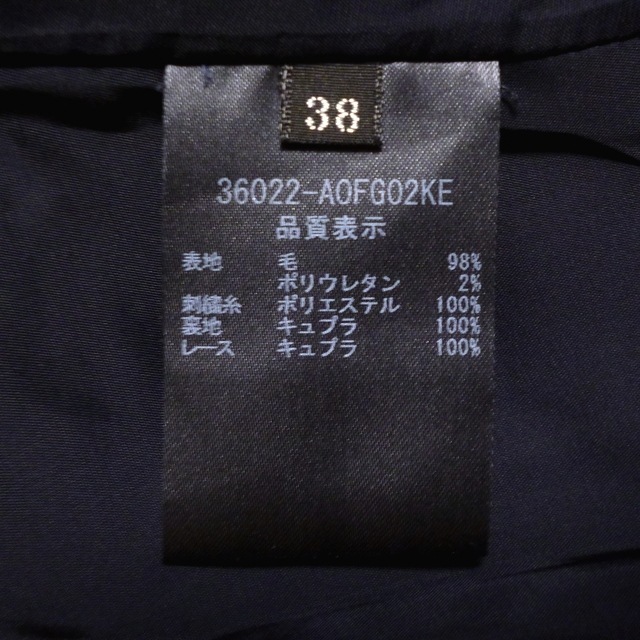 38
36022-AOFG02KE
品質表示
表地 毛 98%
ポリウレタン 2%
刺繍糸 ポリエステル 100%
裏地 キュプラ 100%
レース キュプラ 100%